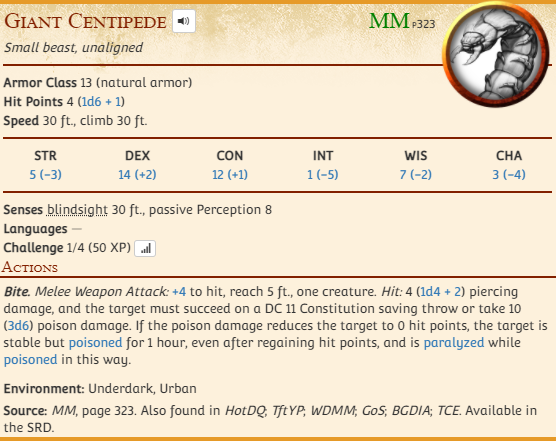 GIANT CENTIPEDE MM P323
Small beast, unaligned
Armor Class 13 (natural armor)
Hit Points 4 (1d6 + 1)
Speed 30 ft., climb 30 ft.
STR DEX CON INT WIS CHA
5 (−3) 14 (+2) 12 (+1) 1 (−5) 7 (−2) 3 (−4)
Senses blindsight 30 ft., passive Perception 8
Languages —
Challenge 1/4 (50 XP)
ACTIONS
Bite. Melee Weapon Attack: +4 to hit, reach 5 ft., one creature. Hit: 4 (1d4 + 2) piercing
damage, and the target must succeed on a DC 11 Constitution saving throw or take 10
(3d6) poison damage. If the poison damage reduces the target to 0 hit points, the target is
stable but poisoned for 1 hour, even after regaining hit points, and is paralyzed while
poisoned in this way.
Environment: Underdark, Urban
Source: MM, page 323. Also found in HotDQ; TftYP; WDMM; GoS; BGDIA; TCE. Available in
the SRD.